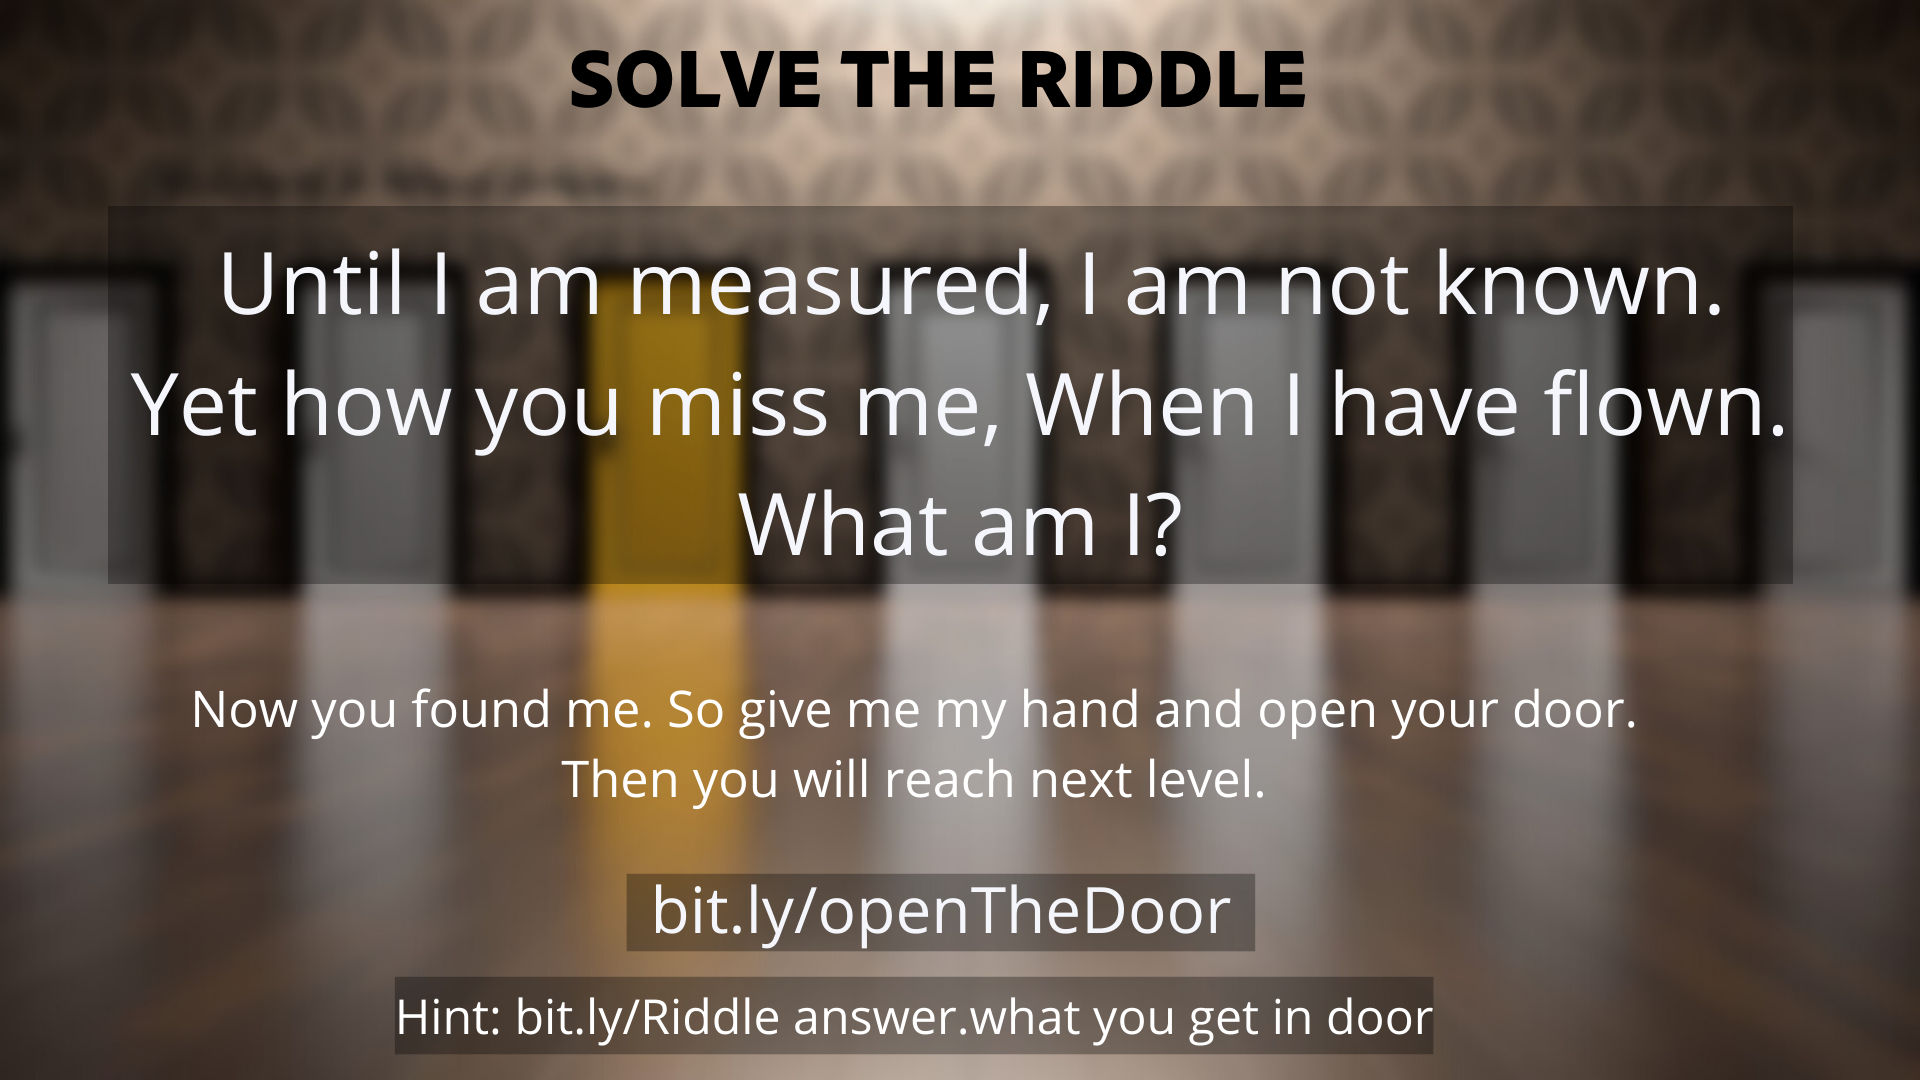 SOLVE THE RIDDLE
Until I am measured, I am not known.
Yet how you miss me, When I have flown.
What am I?
Now you found me. So give me my hand and open your door.
Then you will reach next level.
bit.ly/openTheDoor
Hint: bit.ly/Riddle answer.what you get in door